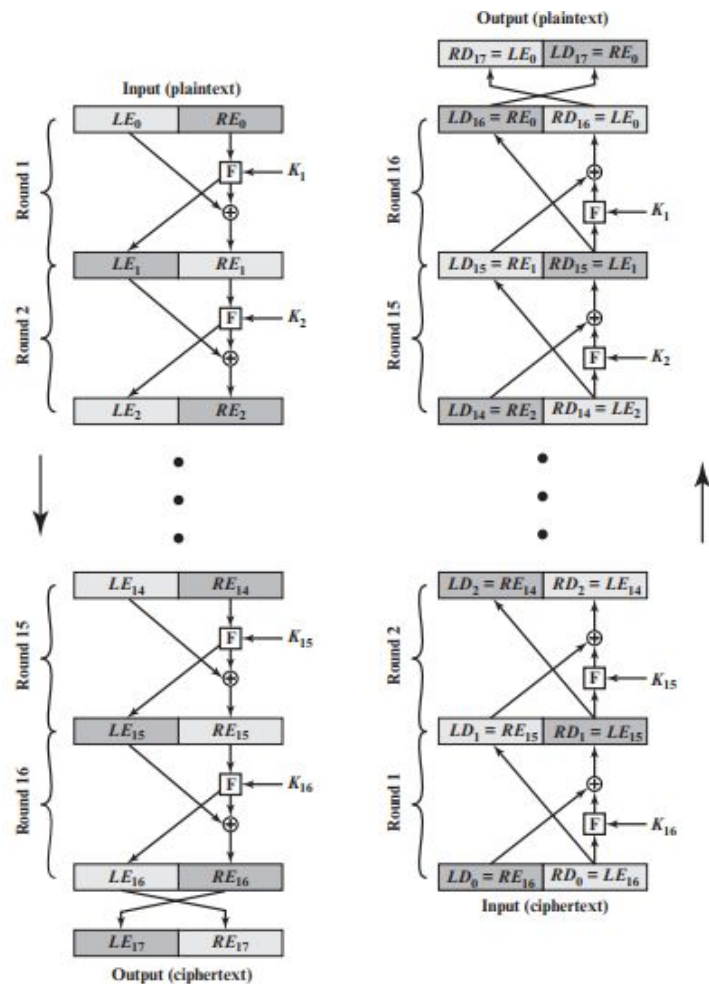 Input (plaintext)
LE₀ RE₀
Round 1
F K₁
LE₁ RE₁
Round 2
F K₂
LE₂ RE₂
LE₁₄ RE₁₄
Round 15
F K₁₅
LE₁₅ RE₁₅
Round 16
F K₁₆
LE₁₆ RE₁₆
LE₁₇ RE₁₇
Output (ciphertext)
Output (plaintext)
RD₁₇ = LE₀ LD₁₇ = RE₀
LD₁₆ = RE₀ RD₁₆ = LE₀
Round 16
F K₁
LD₁₅ = RE₁ RD₁₅ = LE₁
Round 15
F K₂
LD₁₄ = RE₂ RD₁₄ = LE₂
LD₂ = RE₁₄ RD₂ = LE₁₄
Round 2
F K₁₅
LD₁ = RE₁₅ RD₁ = LE₁₅
Round 1
F K₁₆
LD₀ = RE₁₆ RD₀ = LE₁₆
Input (ciphertext)